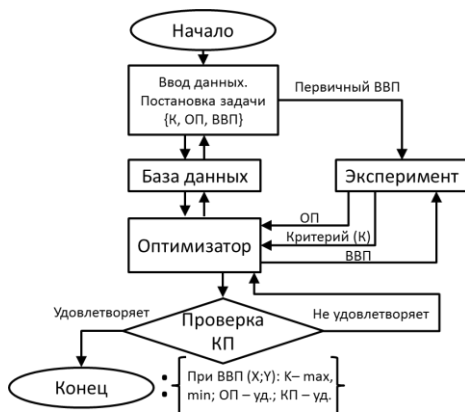 Начало
Ввод данных.
Постановка задачи
{К, ОП, ВВП}
Первичный ВВП
База данных
Эксперимент
ОП
Критерий (К)
ВВП
Оптимизатор
Удовлетворяет
Не удовлетворяет
Проверка
КП
Конец
:
При ВВП (X;Y): K– max,
min; ОП – уд.; КП – уд.